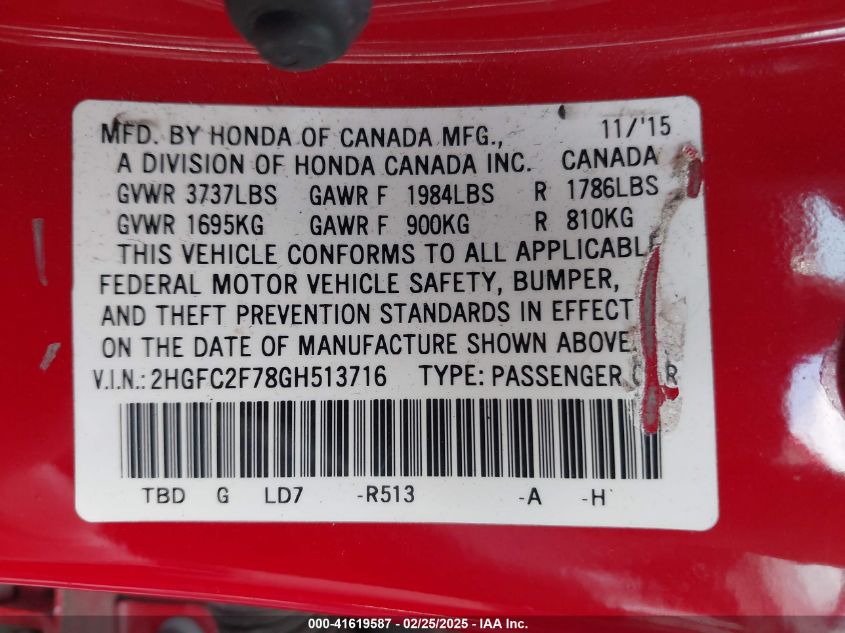 MFD. BY HONDA OF CANADA MFG., 11/'15
A DIVISION OF HONDA CANADA INC. CANADA
GVWR 3737LBS GAWR F 1984LBS R 1786LBS
GVWR 1695KG GAWR F 900KG R 810KG
THIS VEHICLE CONFORMS TO ALL APPLICABLE
FEDERAL MOTOR VEHICLE SAFETY, BUMPER,
AND THEFT PREVENTION STANDARDS IN EFFECT
ON THE DATE OF MANUFACTURE SHOWN ABOVE.
V.I.N.: 2HGFC2F78GH513716 TYPE: PASSENGER CAR
TBD G LD7 -R513 -A -H
000-41619587 - 02/25/2025 - IAA Inc.